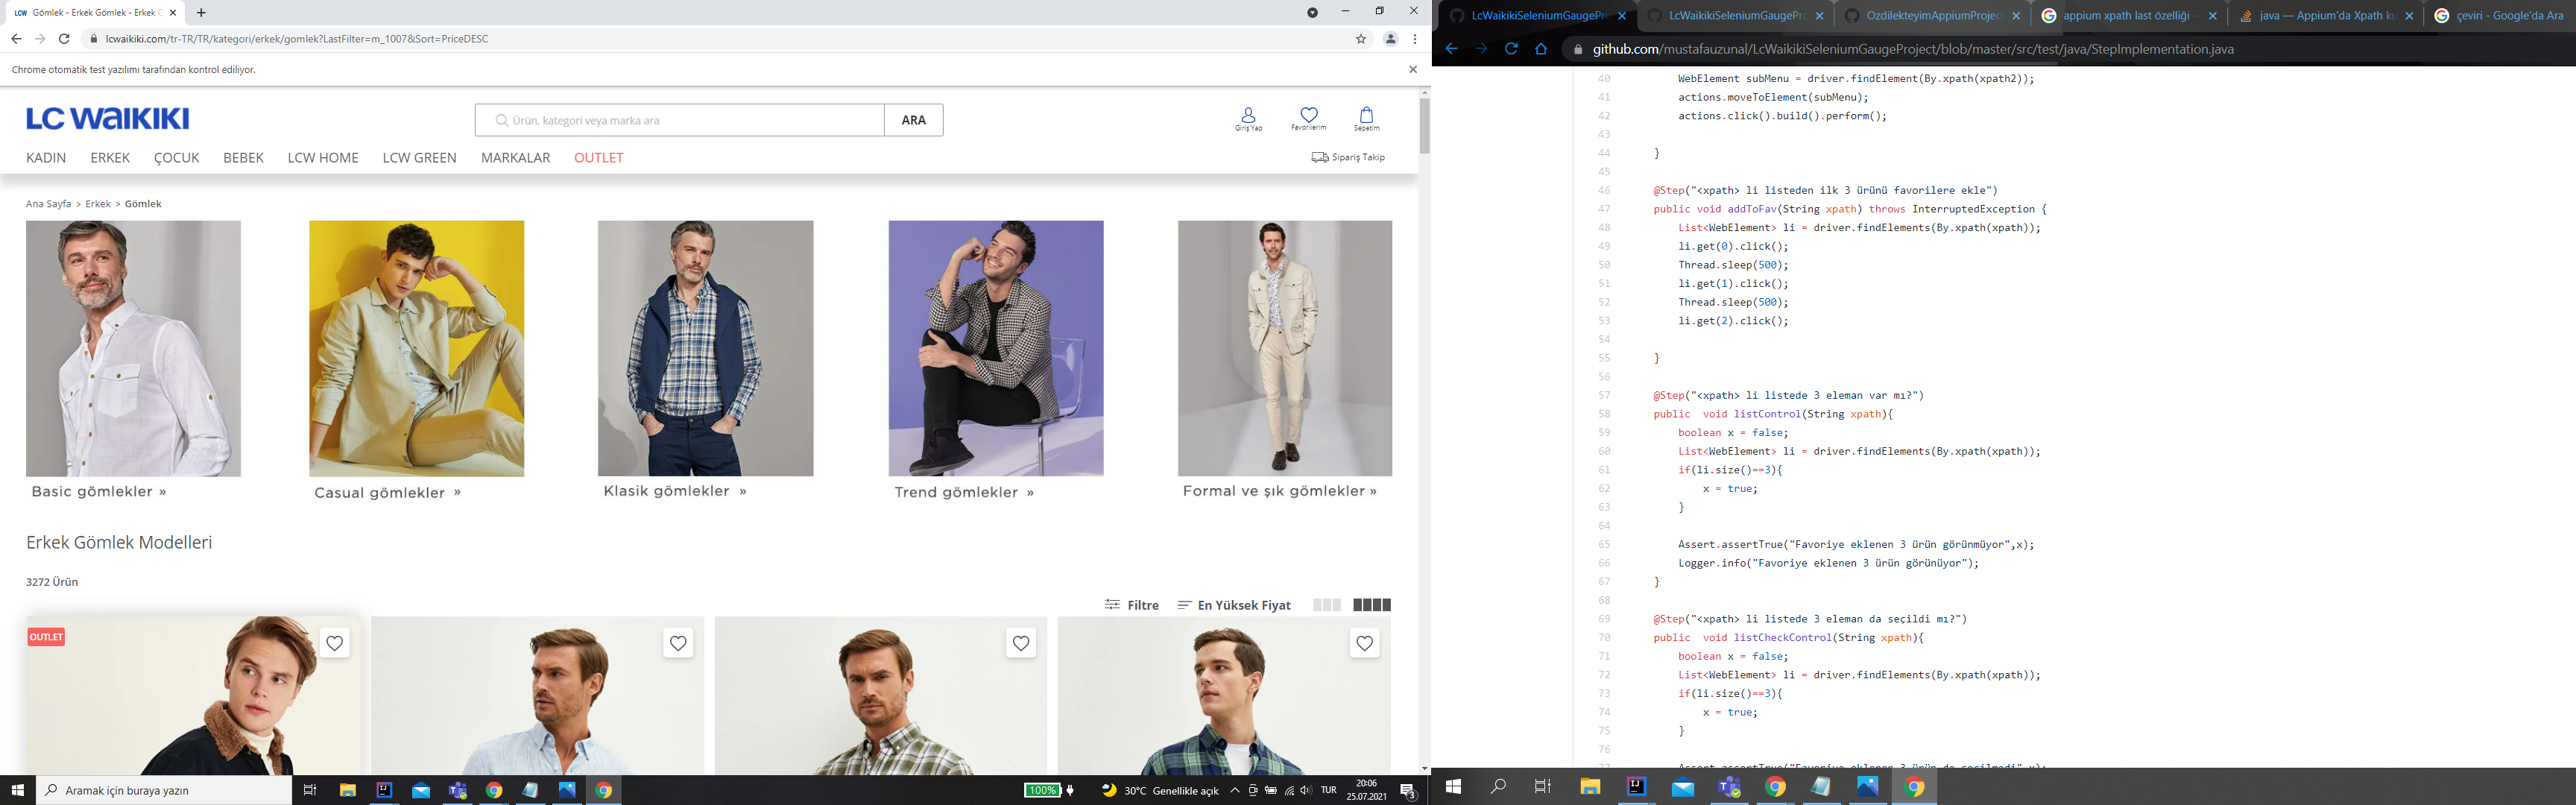 LCW Gömlek - Erkek Gömlek - Erkek G
lcwaikiki.com/tr-TR/TR/kategori/erkek/gomlek?LastFilter=m_1007&Sort=PriceDESC
Chrome otomatik test yazılımı tarafından kontrol ediliyor.
LC WAIKIKI
Ürün, kategori veya marka ara
ARA
Giriş Yap
Favorilerim
Sepetim
KADIN ERKEK ÇOCUK BEBEK LCW HOME LCW GREEN MARKALAR OUTLET
Sipariş Takip
Ana Sayfa > Erkek > Gömlek
Basic gömlekler »
Casual gömlekler »
Klasik gömlekler »
Trend gömlekler »
Formal ve şık gömlekler »
Erkek Gömlek Modelleri
3272 Ürün
Filtre
En Yüksek Fiyat
OUTLET
Aramak için buraya yazın
100%
30°C Genellikle açık
TUR
20:06
25.07.2021
3
LcWaikikiSeleniumGaugePr
LcWaikikiSeleniumGaugePr
OzdilekteyimAppiumProject
appium xpath last özelliği -
java — Appium'da Xpath ku
çeviri - Google'da Ara
github.com/mustafauzunal/LcWaikikiSeleniumGaugeProject/blob/master/src/test/java/StepImplementation.java
40 WebElement subMenu = driver.findElement(By.xpath(xpath2));
41 actions.moveToElement(subMenu);
42 actions.click().build().perform();
43
44 }
45
46 @Step("<xpath> li listeden ilk 3 ürünü favorilere ekle")
47 public void addToFav(String xpath) throws InterruptedException {
48 List<WebElement> li = driver.findElements(By.xpath(xpath));
49 li.get(0).click();
50 Thread.sleep(500);
51 li.get(1).click();
52 Thread.sleep(500);
53 li.get(2).click();
54
55 }
56
57 @Step("<xpath> li listede 3 eleman var mı?")
58 public  void listControl(String xpath){
59 boolean x = false;
60 List<WebElement> li = driver.findElements(By.xpath(xpath));
61 if(li.size()==3){
62 x = true;
63 }
64
65 Assert.assertTrue("Favoriye eklenen 3 ürün görünmüyor",x);
66 Logger.info("Favoriye eklenen 3 ürün görünüyor");
67 }
68
69 @Step("<xpath> li listede 3 eleman da seçildi mı?")
70 public  void listCheckControl(String xpath){
71 boolean x = false;
72 List<WebElement> li = driver.findElements(By.xpath(xpath));
73 if(li.size()==3){
74 x = true;
75 }
76
77 Assert.assertTrue("Favoriye eklenen 3 ürün de seçilmedi",x);